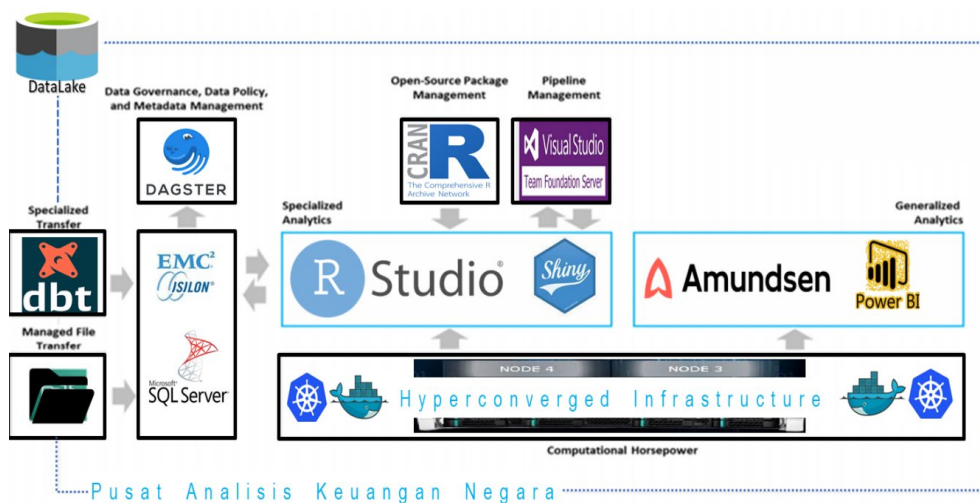 DataLake
Data Governance, Data Policy,
and Metadata Management
DAGSTER
Open-Source Package
Management
CRAN
R
The Comprehensive R
Archive Network
Pipeline
Management
Visual Studio
Team Foundation Server
Specialized
Transfer
dbt
Managed File
Transfer
EMC²
ISILON®
Microsoft®
SQL Server
Specialized
Analytics
R Studio®
Shiny
Generalized
Analytics
Amundsen
Power BI
NODE 4
NODE 3
Hyperconverged Infrastructure
Computational Horsepower
Pusat Analisis Keuangan Negara